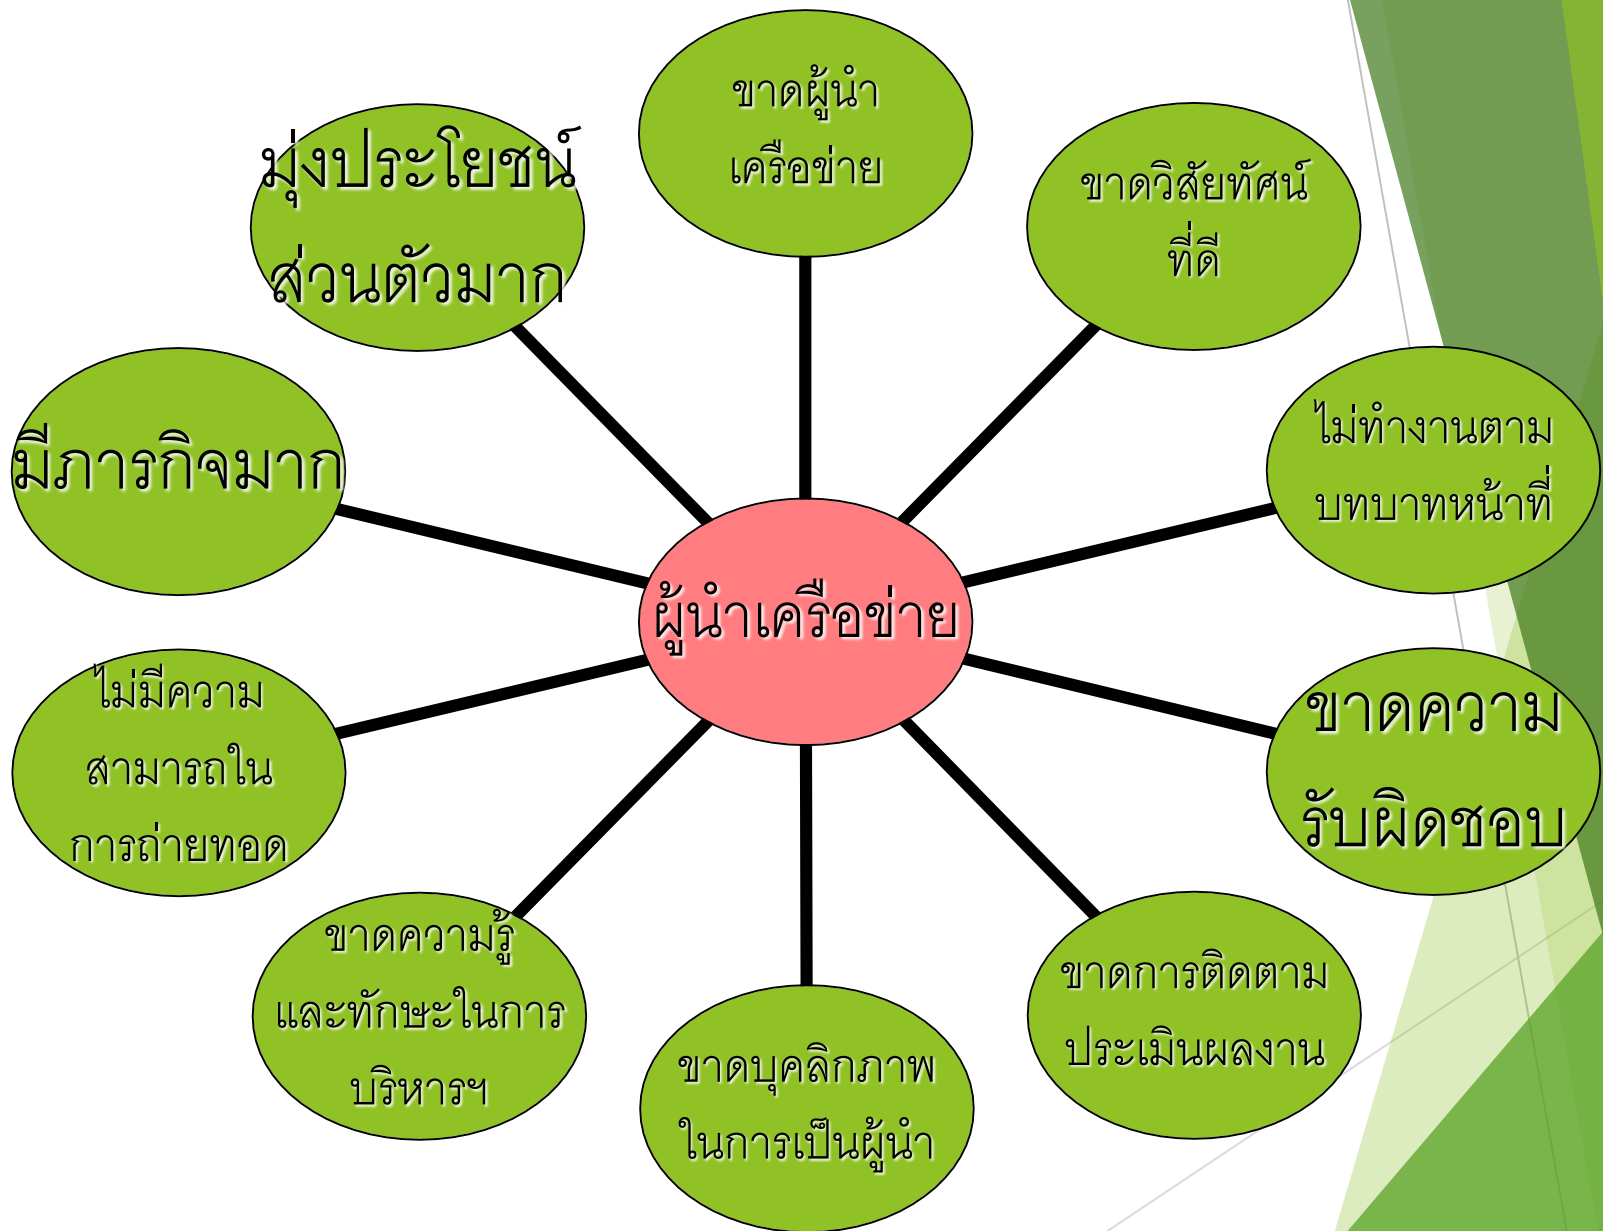 ขาดผู้นำ
เครือข่าย
ขาดวิสัยทัศน์
ที่ดี
ไม่ทำงานตาม
บทบาทหน้าที่
ขาดความ
รับผิดชอบ
ขาดการติดตาม
ประเมินผลงาน
ขาดบุคลิกภาพ
ในการเป็นผู้นำ
ขาดความรู้
และทักษะในการ
บริหารฯ
ไม่มีความ
สามารถใน
การถ่ายทอด
มีภารกิจมาก
มุ่งประโยชน์
ส่วนตัวมาก
ผู้นำเครือข่าย